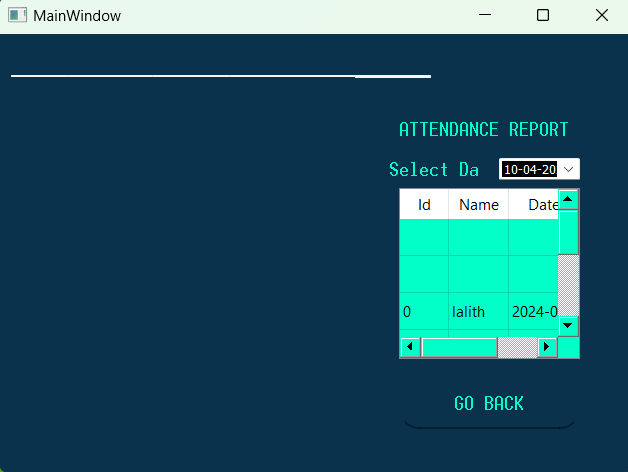 MainWindow
ATTENDANCE REPORT
Select Da 10-04-20
Id Name Date
0 lalith 2024-0
GO BACK